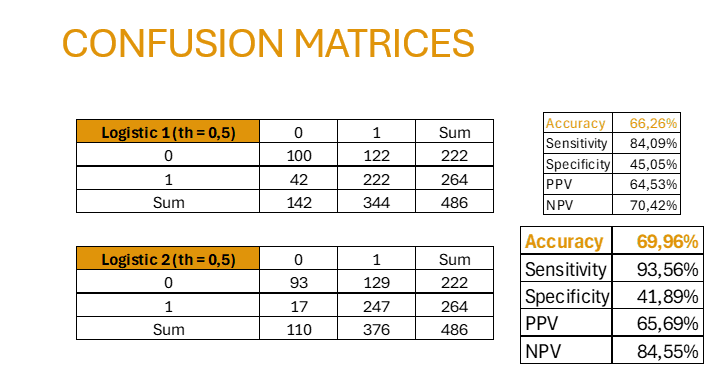 CONFUSION MATRICES
Logistic 1 (th = 0,5) 0 1 Sum
0 100 122 222
1 42 222 264
Sum 142 344 486
Accuracy 66,26%
Sensitivity 84,09%
Specificity 45,05%
PPV 64,53%
NPV 70,42%
Logistic 2 (th = 0,5) 0 1 Sum
0 93 129 222
1 17 247 264
Sum 110 376 486
Accuracy 69,96%
Sensitivity 93,56%
Specificity 41,89%
PPV 65,69%
NPV 84,55%